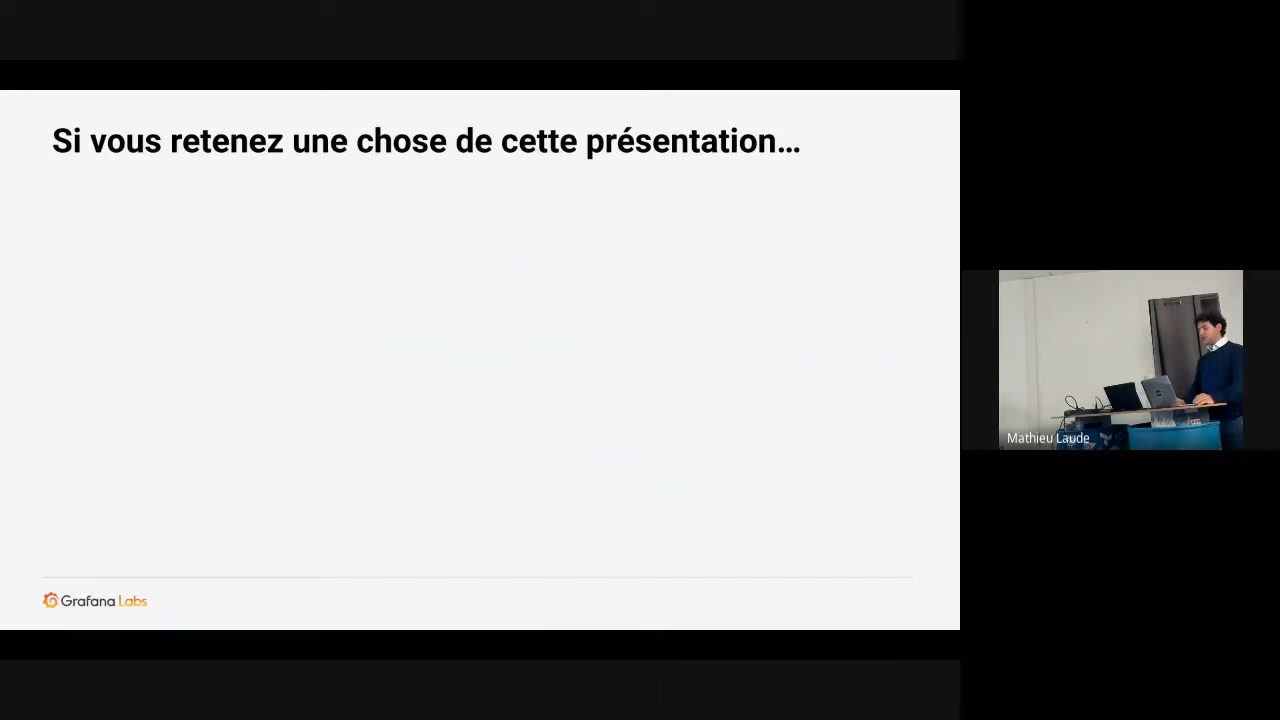 Si vous retenez une chose de cette présentation…
Grafana Labs
Mathieu Laude